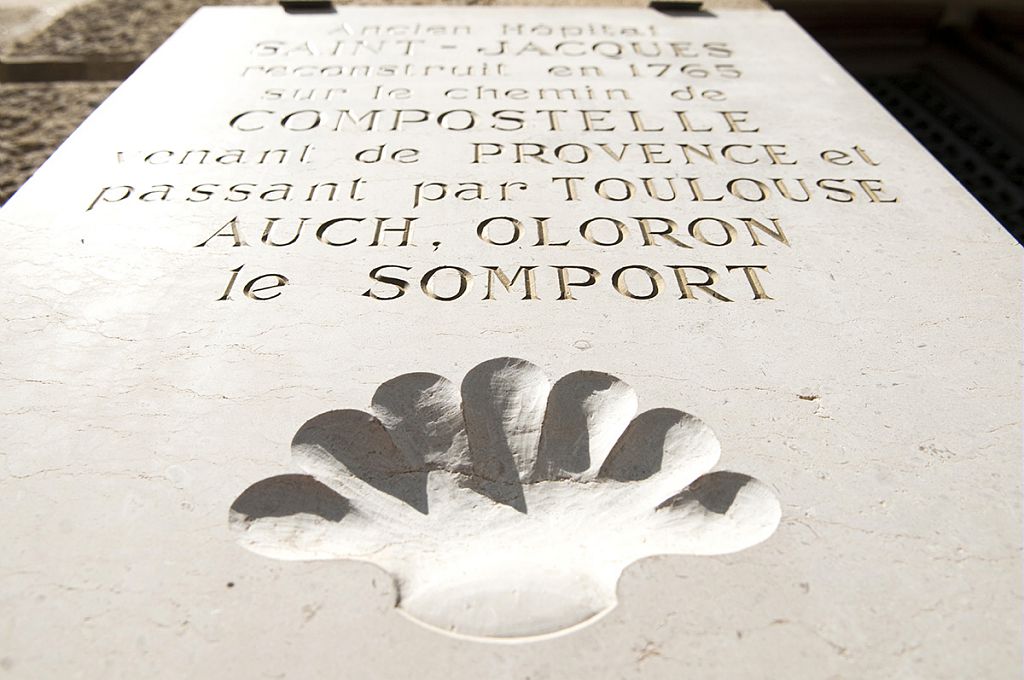 Ancien Hôpital
SAINT - JACQUES
reconstruit en 1765
sur le chemin de
COMPOSTELLE
venant de PROVENCE et
passant par TOULOUSE
AUCH, OLORON
le SOMPORT